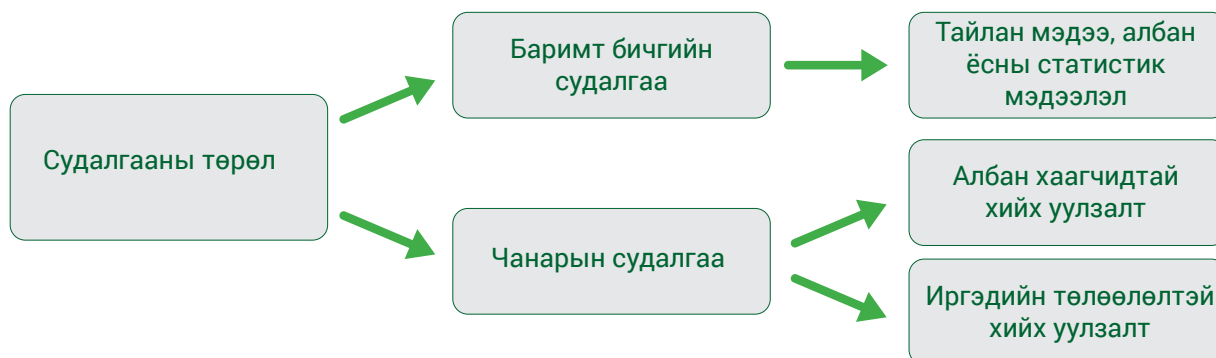 Судалгааны төрөл
Баримт бичгийн
судалгаа
Тайлан мэдээ, албан
ёсны статистик
мэдээлэл
Чанарын судалгаа
Албан хаагчидтай
хийх уулзалт
Иргэдийн төлөөлөлтэй
хийх уулзалт